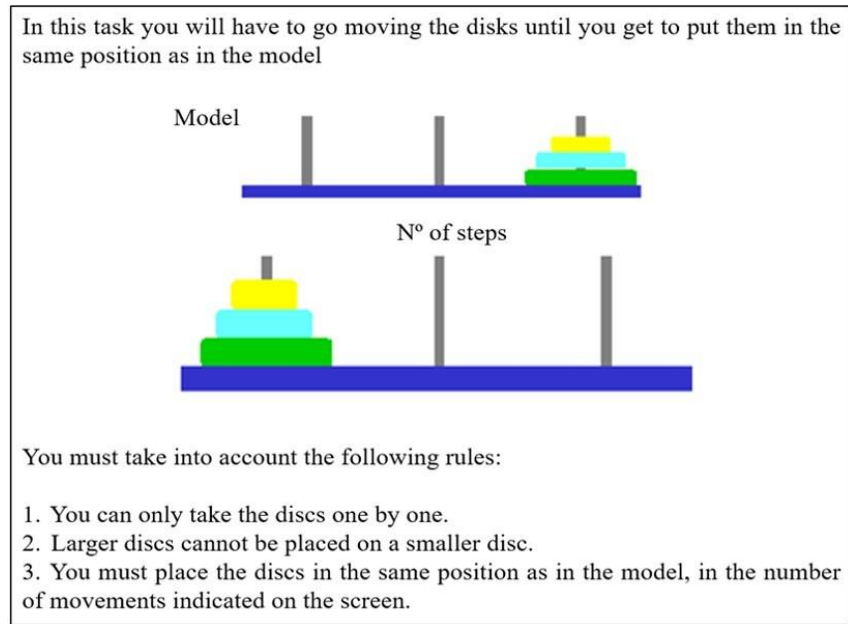 In this task you will have to go moving the disks until you get to put them in the
same position as in the model
Model
Nº of steps
You must take into account the following rules:
1. You can only take the discs one by one.
2. Larger discs cannot be placed on a smaller disc.
3. You must place the discs in the same position as in the model, in the number
of movements indicated on the screen.